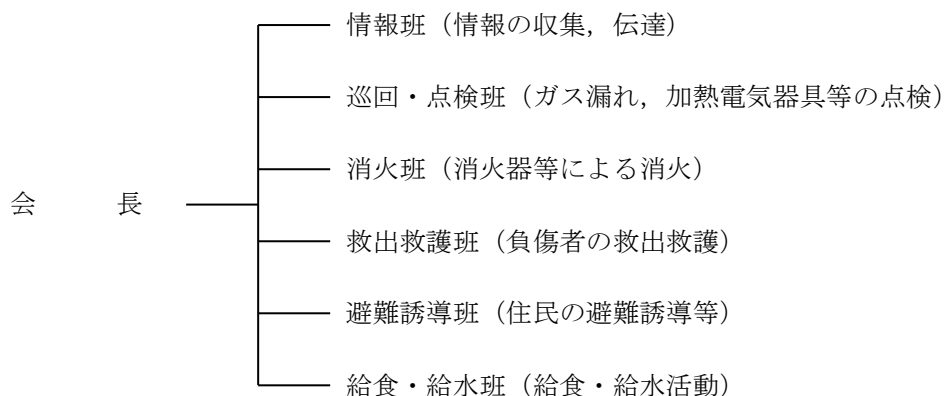 情報班（情報の収集，伝達）
巡回・点検班（ガス漏れ，加熱電気器具等の点検）
消火班（消火器等による消火）
会　　　長
救出救護班（負傷者の救出救護）
避難誘導班（住民の避難誘導等）
給食・給水班（給食・給水活動）